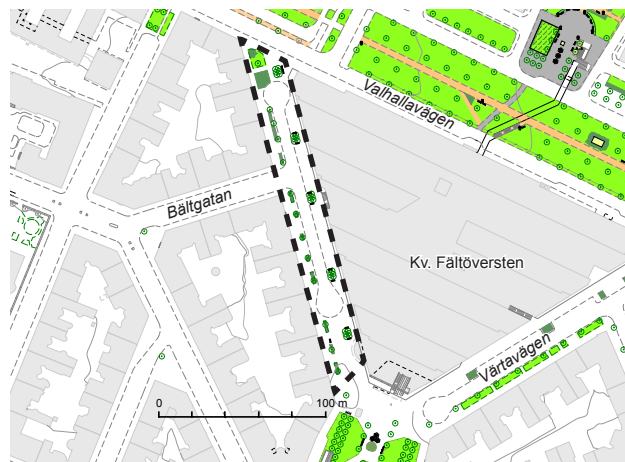 Valhallavägen
Bältgatan
Kv. Fältöversten
Värtavägen
0
100 m